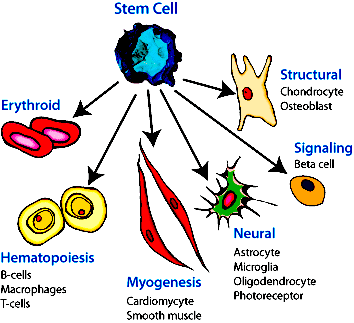 Stem Cell
Structural
Chondrocyte
Osteoblast
Erythroid
Signaling
Beta cell
Hematopoiesis
B-cells
Macrophages
T-cells
Myogenesis
Cardiomycyte
Smooth muscle
Neural
Astrocyte
Microglia
Oligodendrocyte
Photoreceptor